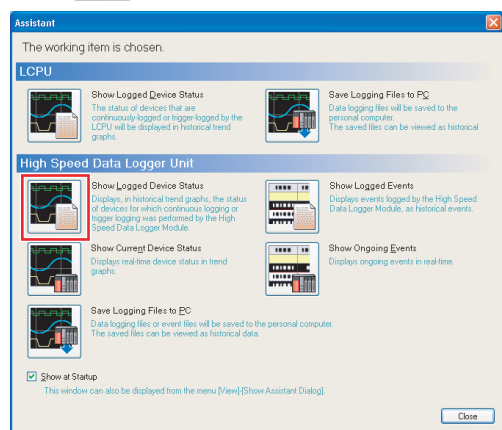 Assistant
The working item is chosen.
LCPU
Show Logged Device Status
The status of devices that are
continuously-logged or trigger-logged by the
LCPU will be displayed in historical trend
graphs.
Save Logging Files to PC
Data logging files will be saved to the
personal computer.
The saved files can be viewed as historical
High Speed Data Logger Unit
Show Logged Device Status
Displays, in historical trend graphs, the status
of devices for which continuous logging or
trigger logging was performed by the High
Speed Data Logger Module.
Show Logged Events
Displays events logged by the High Speed
Data Logger Module, as historical events.
Show Current Device Status
Displays real-time device status in trend
graphs.
Show Ongoing Events
Displays ongoing events in real-time.
Save Logging Files to PC
Data logging files or event files will be saved to the personal computer.
The saved files can be viewed as historical data.
Show at Startup
This window can also be displayed from the menu [View]-[Show Assistant Dialog].
Close